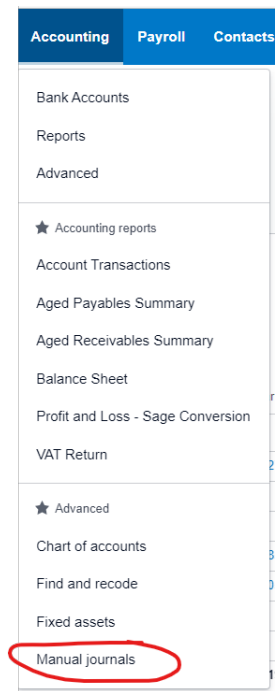 Accounting Payroll Contacts
Bank Accounts
Reports
Advanced
Accounting reports
Account Transactions
Aged Payables Summary
Aged Receivables Summary
Balance Sheet
Profit and Loss - Sage Conversion
VAT Return
Advanced
Chart of accounts
Find and recode
Fixed assets
Manual journals